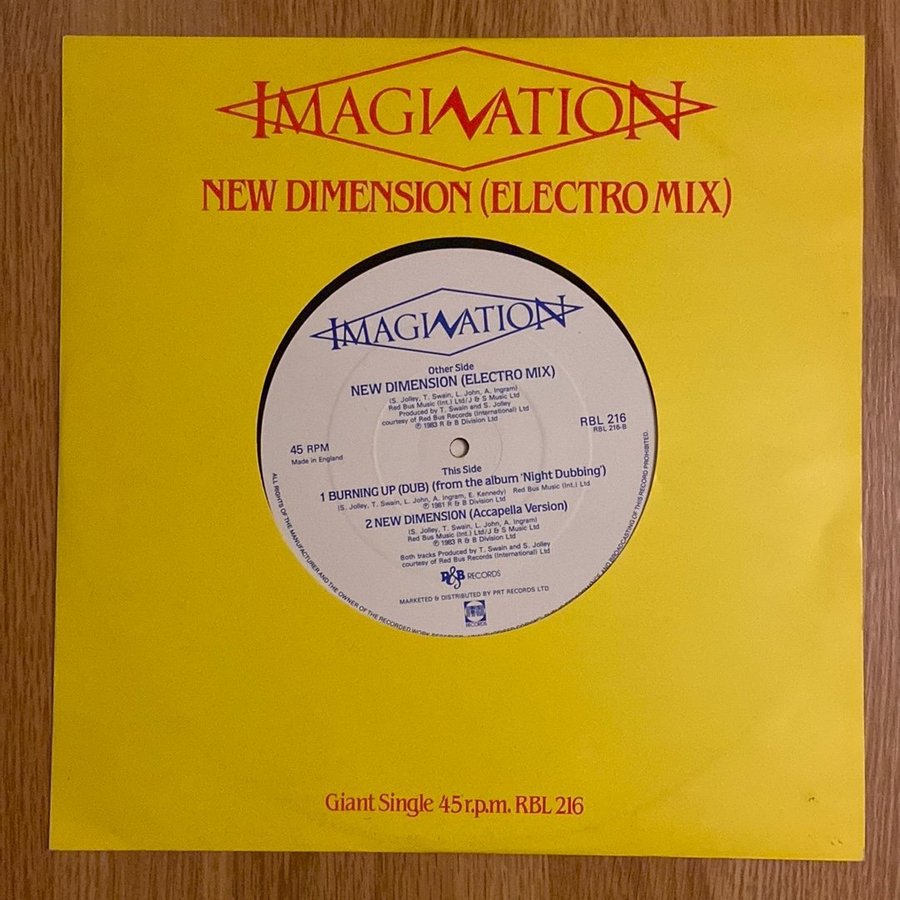 IMAGINATION
NEW DIMENSION (ELECTRO MIX)
IMAGINATION
Other Side
NEW DIMENSION (ELECTRO MIX)
(S. Jolley, T. Swain, L. John, A. Ingram)
Red Bus Music (Int.) Ltd/J & S Music Ltd
Produced by T. Swain and S. Jolley
courtesy of Red Bus Records (International) Ltd
℗ 1983 R & B Division Ltd
RBL 216
RBL 216-B
45 RPM
Made in England
This Side
1 BURNING UP (DUB) (from the album 'Night Dubbing')
(S. Jolley, T. Swain, L. John, A. Ingram, E. Kennedy) Red Bus Music (Int.) Ltd
℗ 1981 R & B Division Ltd
2 NEW DIMENSION (Accapella Version)
(S. Jolley, T. Swain, L. John, A. Ingram)
Red Bus Music (Int.) Ltd/J & S Music Ltd
℗ 1983 R & B Division Ltd
Both tracks Produced by T. Swain and S. Jolley
courtesy of Red Bus Records (International) Ltd
R&B RECORDS
MARKETED & DISTRIBUTED BY PRT RECORDS LTD
RECORDS
ALL RIGHTS OF THE MANUFACTURER AND THE OWNER OF THE RECORDED WORK AND BROADCASTING OF THIS RECORD PROHIBITED.
Giant Single 45 r.p.m. RBL 216